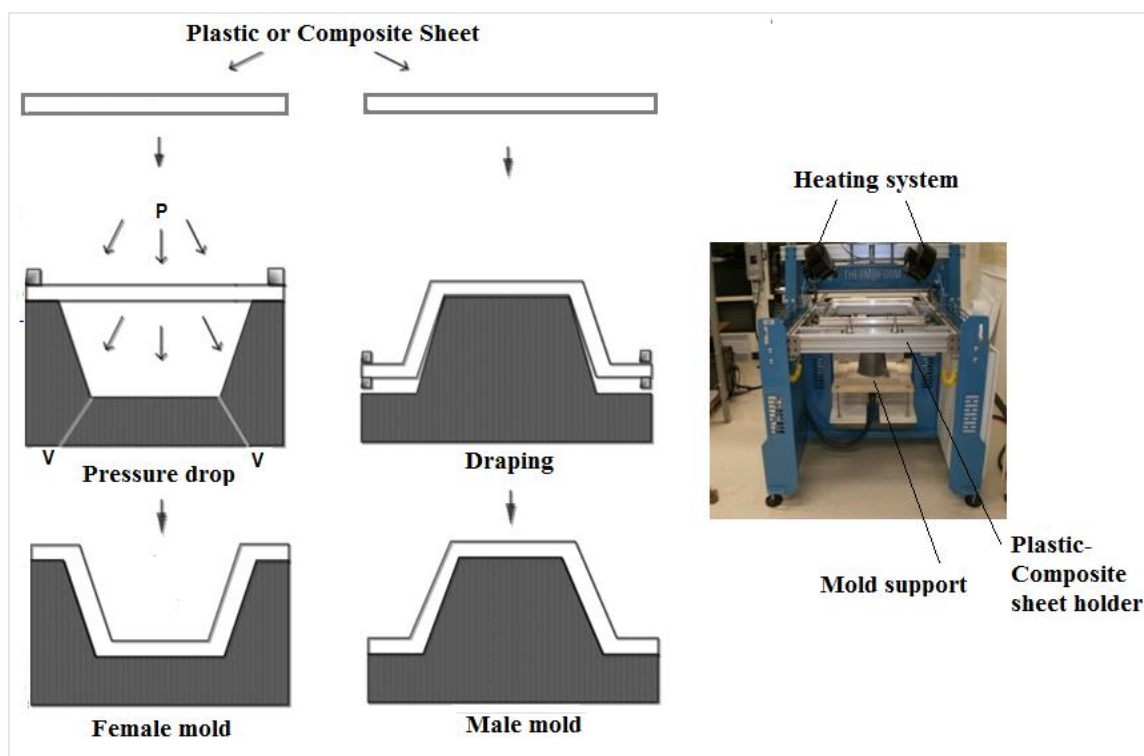 Plastic or Composite Sheet
P
V
V
Pressure drop
Draping
Female mold
Male mold
Heating system
THERMOFORM
Mold support
Plastic-
Composite
sheet holder